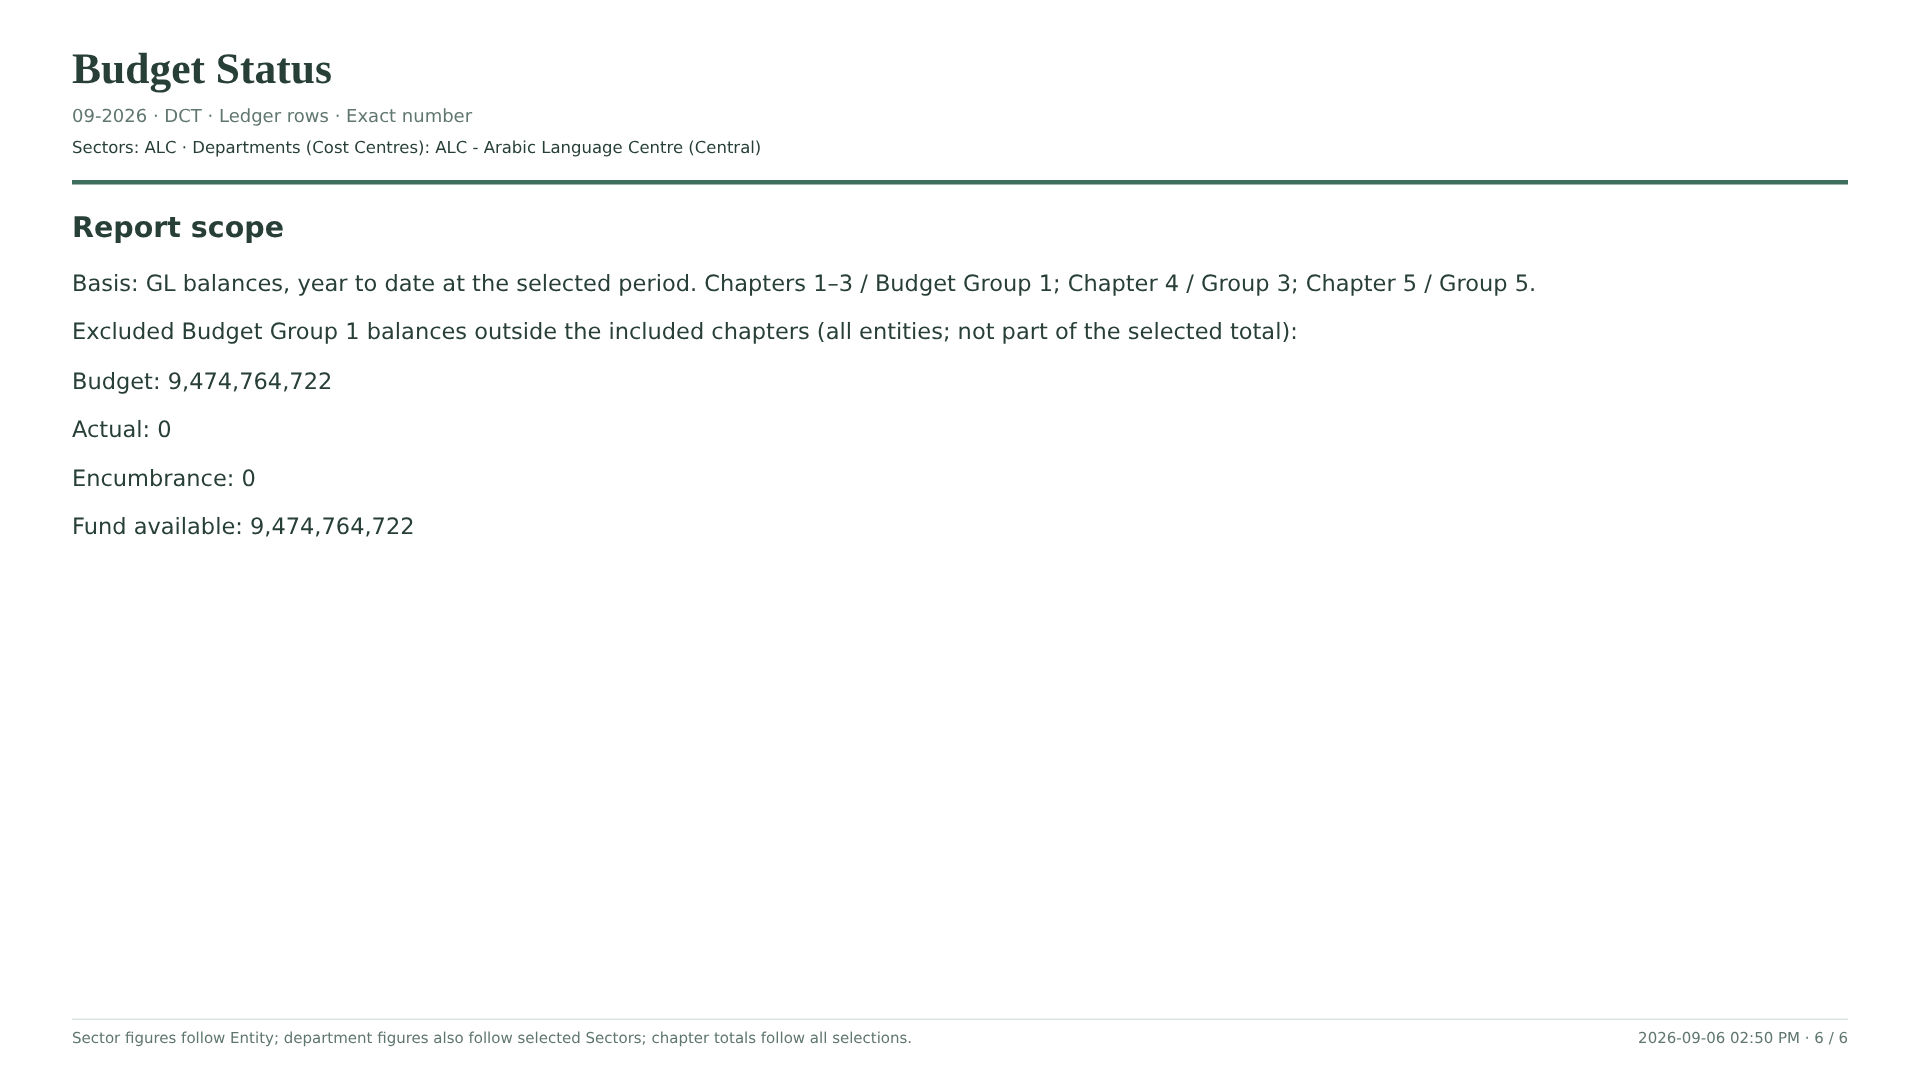 Budget Status
09-2026 · DCT · Ledger rows · Exact number
Sectors: ALC · Departments (Cost Centres): ALC - Arabic Language Centre (Central)
Report scope
Basis: GL balances, year to date at the selected period. Chapters 1–3 / Budget Group 1; Chapter 4 / Group 3; Chapter 5 / Group 5.
Excluded Budget Group 1 balances outside the included chapters (all entities; not part of the selected total):
Budget: 9,474,764,722
Actual: 0
Encumbrance: 0
Fund available: 9,474,764,722
Sector figures follow Entity; department figures also follow selected Sectors; chapter totals follow all selections.
2026-09-06 02:50 PM · 6 / 6